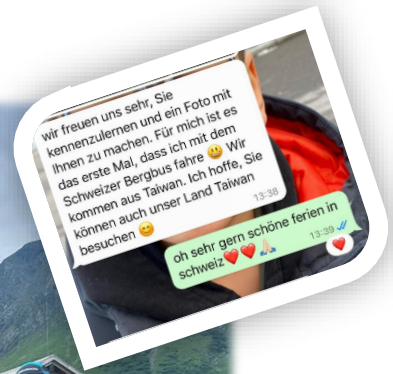 wir freuen uns sehr, Sie
kennenzulernen und ein Foto mit
Ihnen zu machen. Für mich ist es
das erste Mal, dass ich mit dem
Schweizer Bergbus fahre 😃 Wir
kommen aus Taiwan. Ich hoffe, Sie
können auch unser Land Taiwan
besuchen 😊
13:38
oh sehr gern schöne ferien in
schweiz❤️❤️🙏🏻
13:39